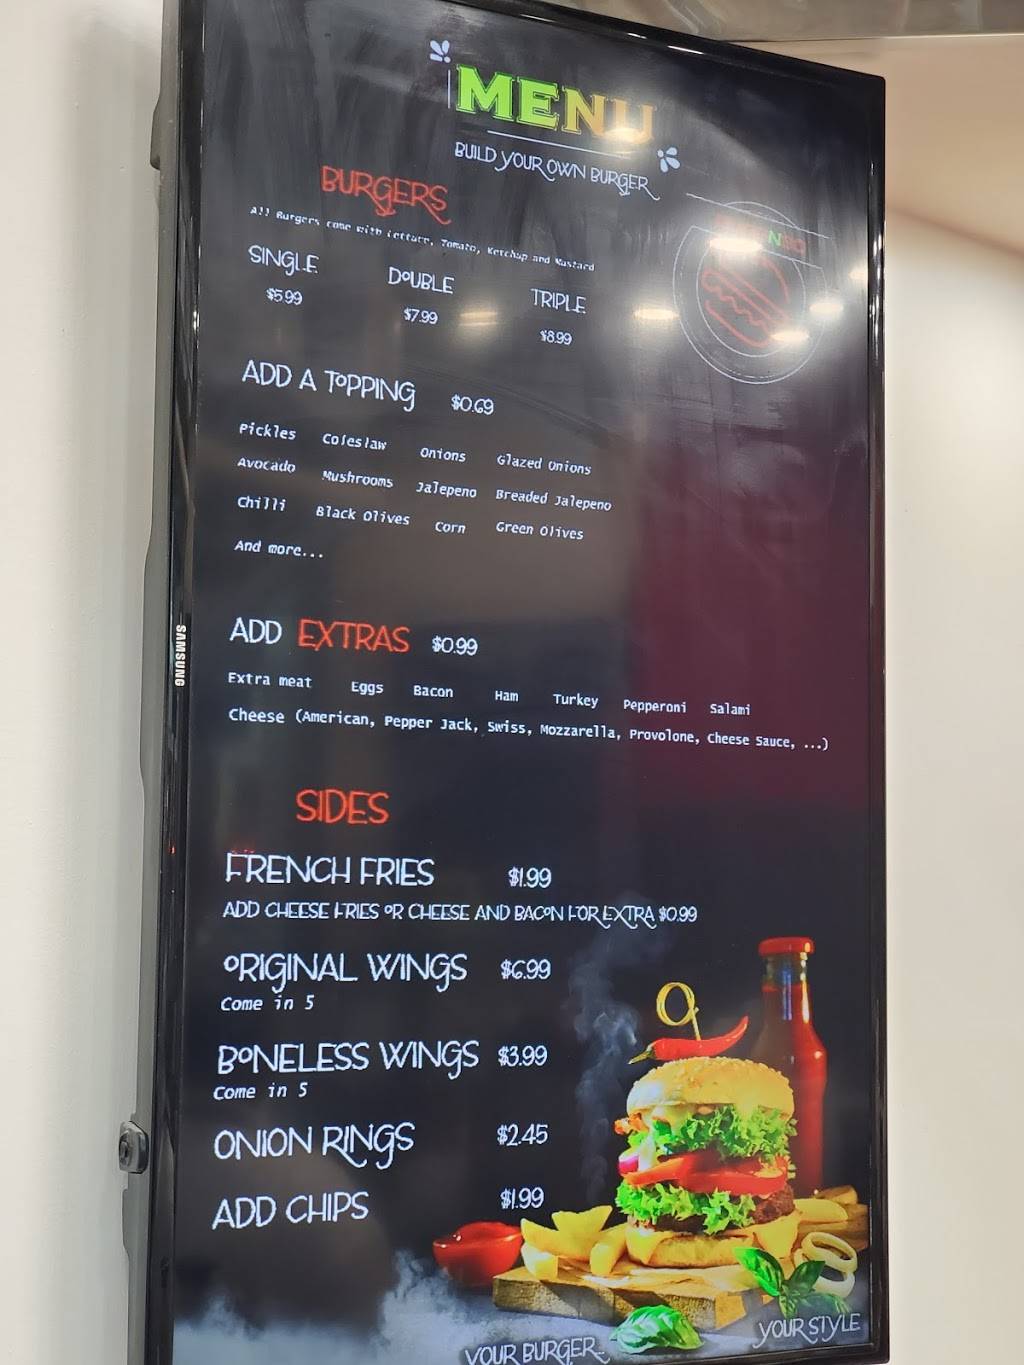 MENU
BUILD YOUR OWN BURGER
BURGERS
All Burgers come with Lettuce, Tomato, Ketchup and Mustard
SINGLE DOUBLE TRIPLE
$5.99 $7.99 $8.99
ADD A TOPPING $0.69
Pickles Coleslaw Onions Glazed Onions
Avocado Mushrooms Jalepeno Breaded Jalepeno
Chilli Black Olives Corn Green Olives
And more...
ADD EXTRAS $0.99
Extra meat Eggs Bacon Ham Turkey Pepperoni Salami
Cheese (American, Pepper Jack, Swiss, Mozzarella, Provolone, Cheese Sauce, ...)
SAMSUNG
SIDES
FRENCH FRIES $1.99
ADD CHEESE FRIES OR CHEESE AND BACON FOR EXTRA $0.99
ORIGINAL WINGS $6.99
Come in 5
BONELESS WINGS $3.99
Come in 5
ONION RINGS $2.45
ADD CHIPS $1.99
YOUR BURGER YOUR STYLE